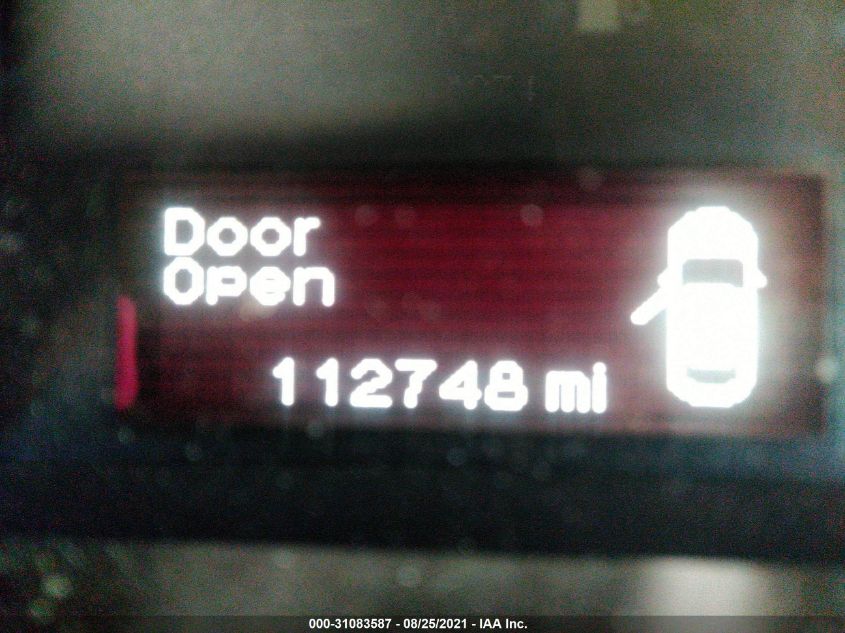 Door
Open
112748 mi
000-31083587 - 08/25/2021 - IAA Inc.